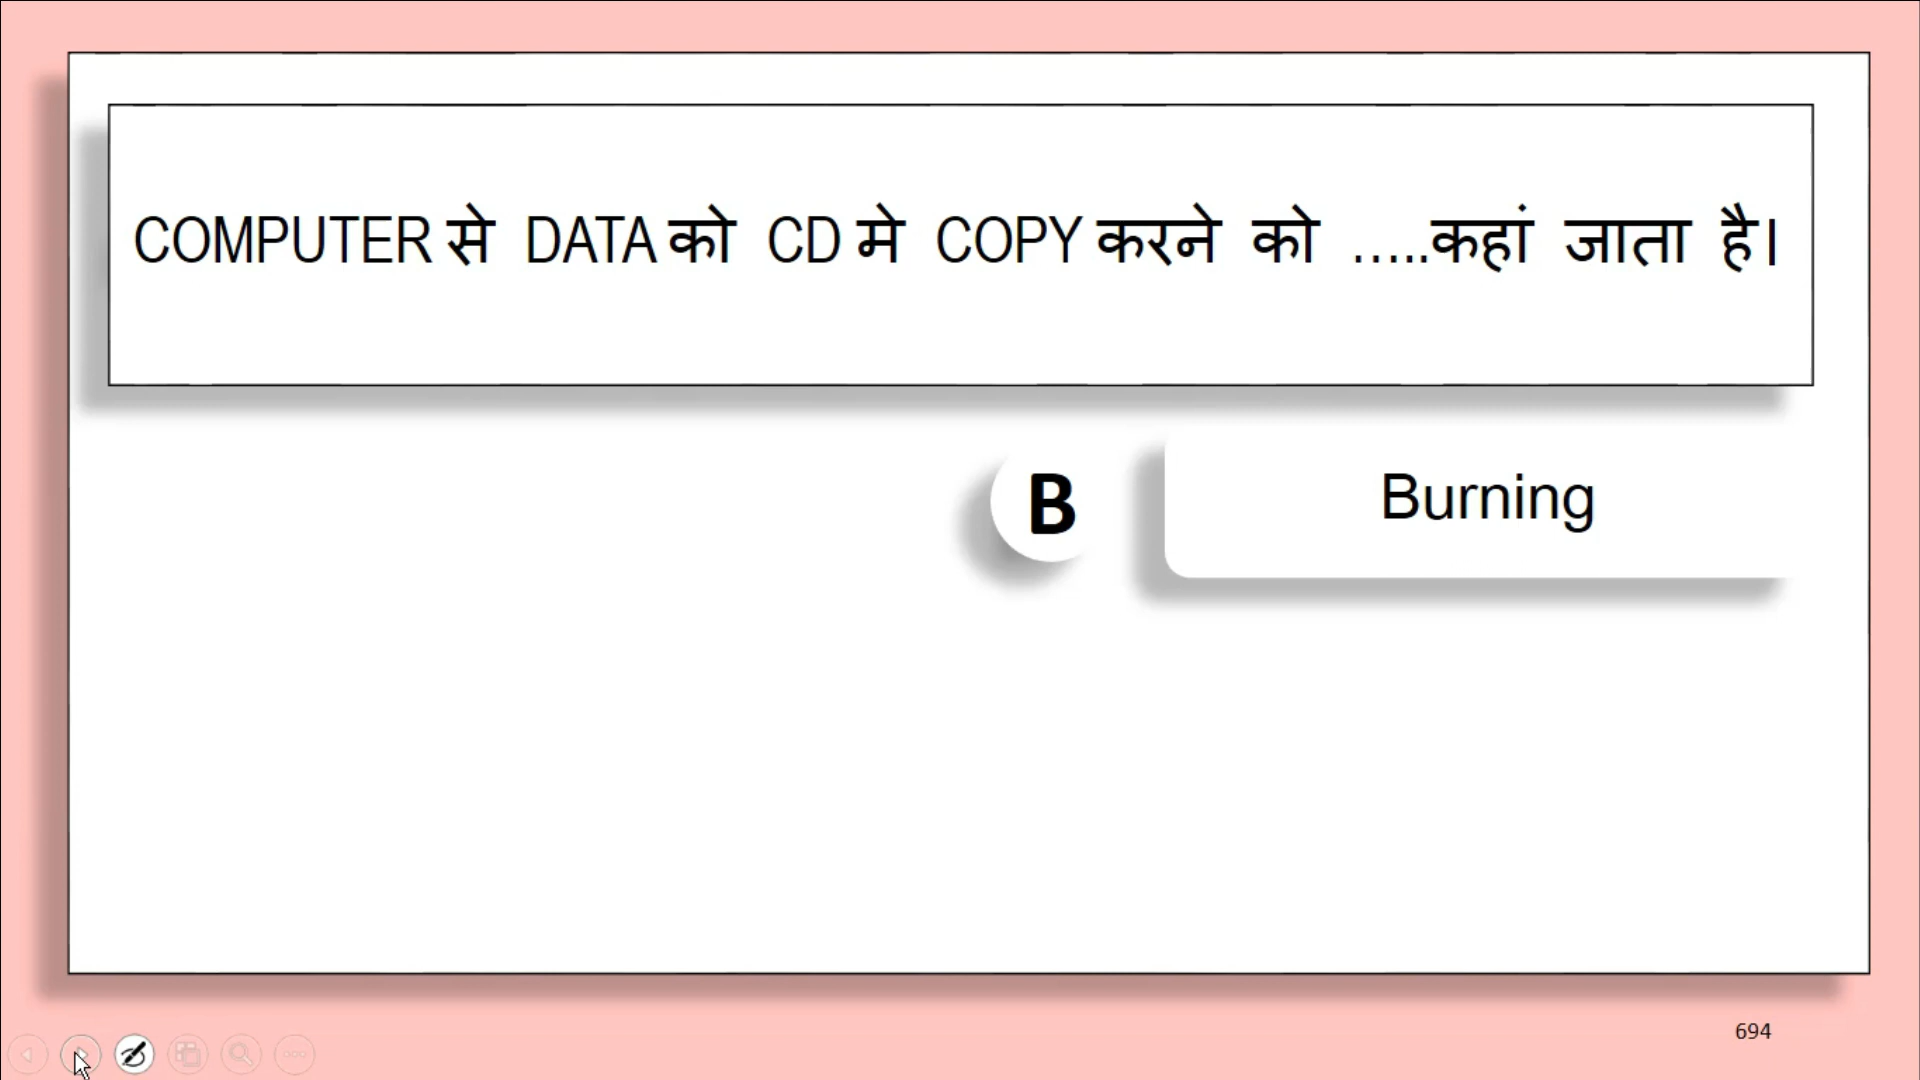 COMPUTER से DATA को CD मे COPY करने को .....कहां जाता है।
B
Burning
694